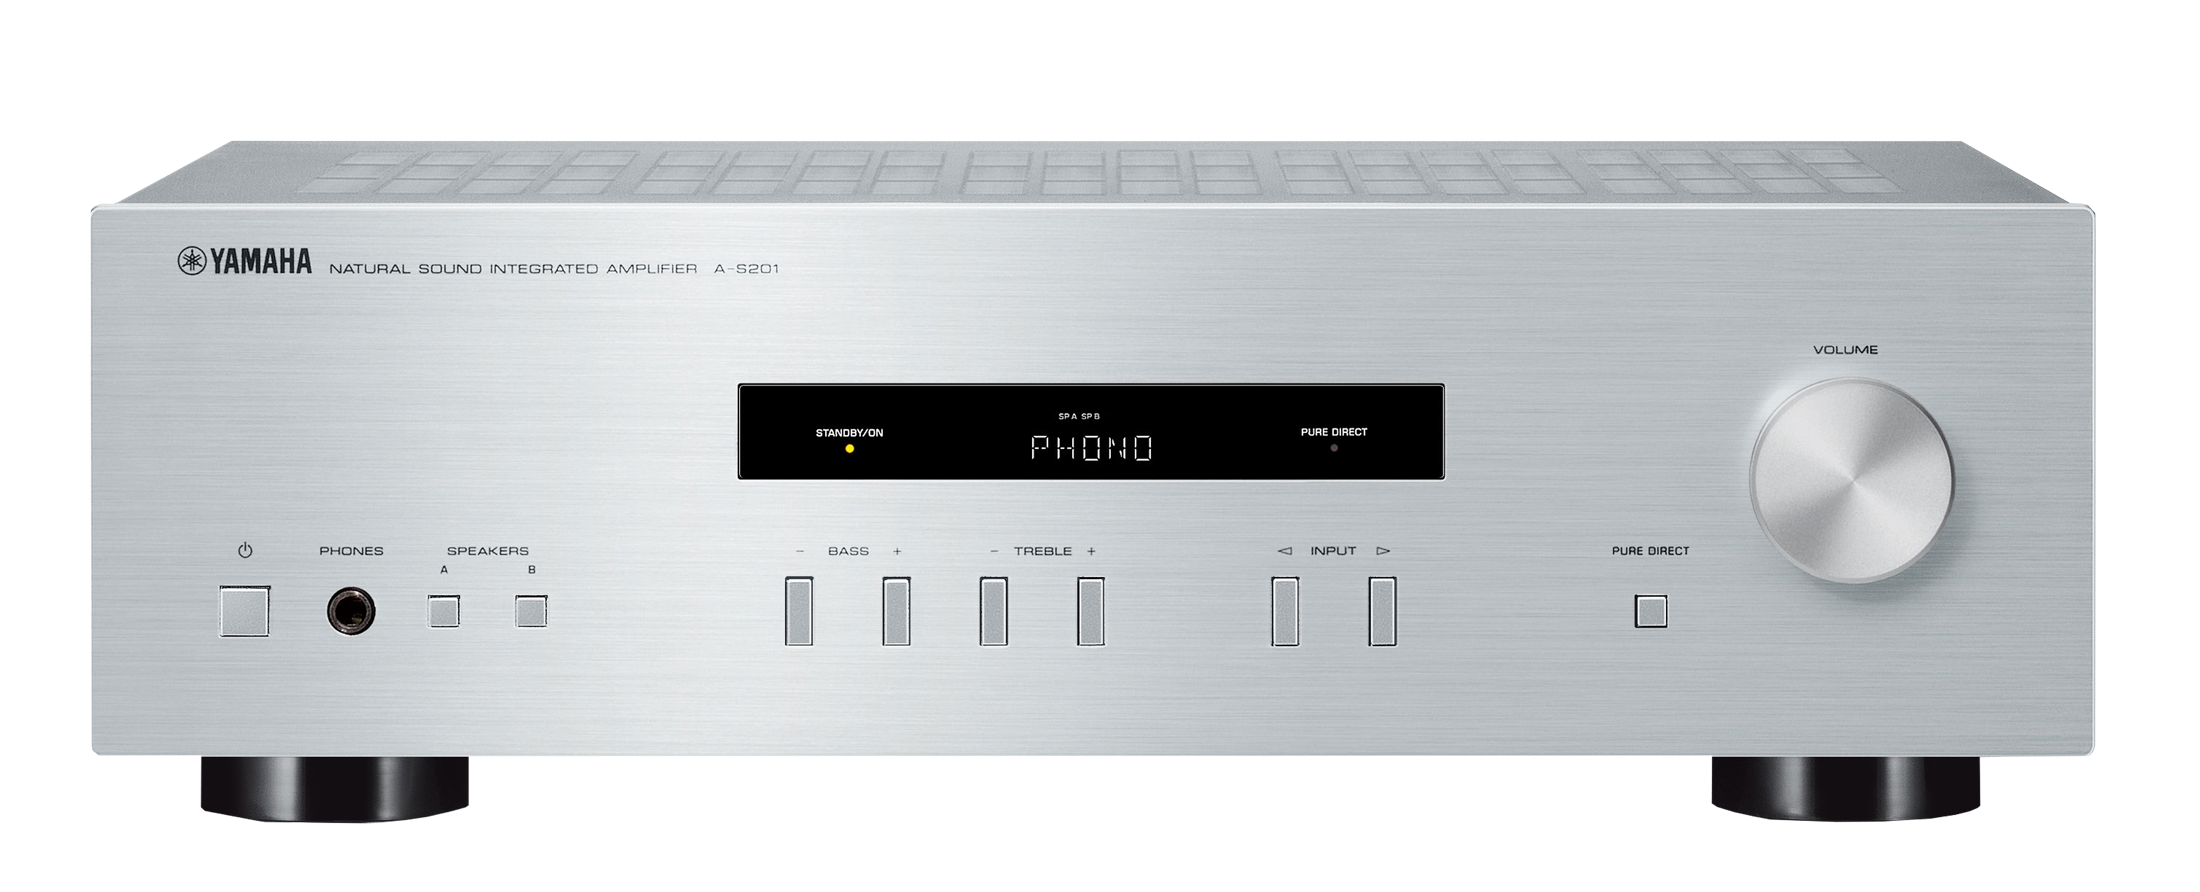 YAMAHA NATURAL SOUND INTEGRATED AMPLIFIER A-S201
VOLUME
SP A SP B
STANDBY/ON PHONO PURE DIRECT
PHONES SPEAKERS - BASS + - TREBLE + INPUT PURE DIRECT
A B